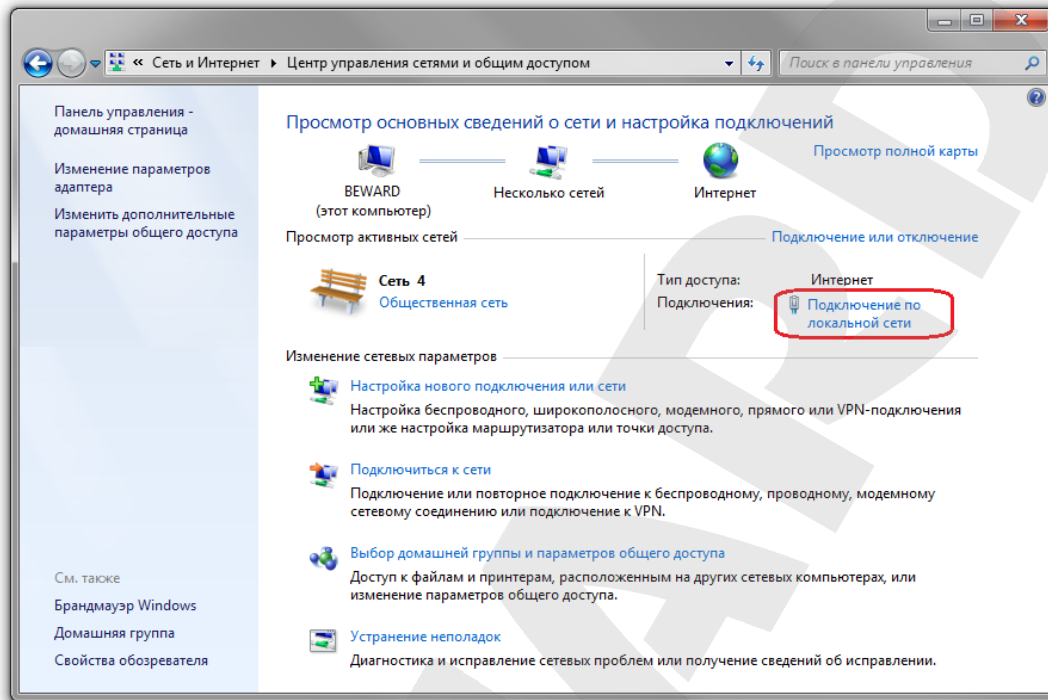 « Сеть и Интернет ▸ Центр управления сетями и общим доступом
Поиск в панели управления
Панель управления -
домашняя страница
Изменение параметров
адаптера
Изменить дополнительные
параметры общего доступа
Просмотр основных сведений о сети и настройка подключений
Просмотр полной карты
BEWARD
(этот компьютер)
Несколько сетей
Интернет
Просмотр активных сетей
Подключение или отключение
Сеть 4
Общественная сеть
Тип доступа: Интернет
Подключения: Подключение по
локальной сети
Изменение сетевых параметров
Настройка нового подключения или сети
Настройка беспроводного, широкополосного, модемного, прямого или VPN-подключения
или же настройка маршрутизатора или точки доступа.
Подключиться к сети
Подключение или повторное подключение к беспроводному, проводному, модемному
сетевому соединению или подключение к VPN.
Выбор домашней группы и параметров общего доступа
Доступ к файлам и принтерам, расположенным на других сетевых компьютерах, или
изменение параметров общего доступа.
Устранение неполадок
Диагностика и исправление сетевых проблем или получение сведений об исправлении.
См. также
Брандмауэр Windows
Домашняя группа
Свойства обозревателя